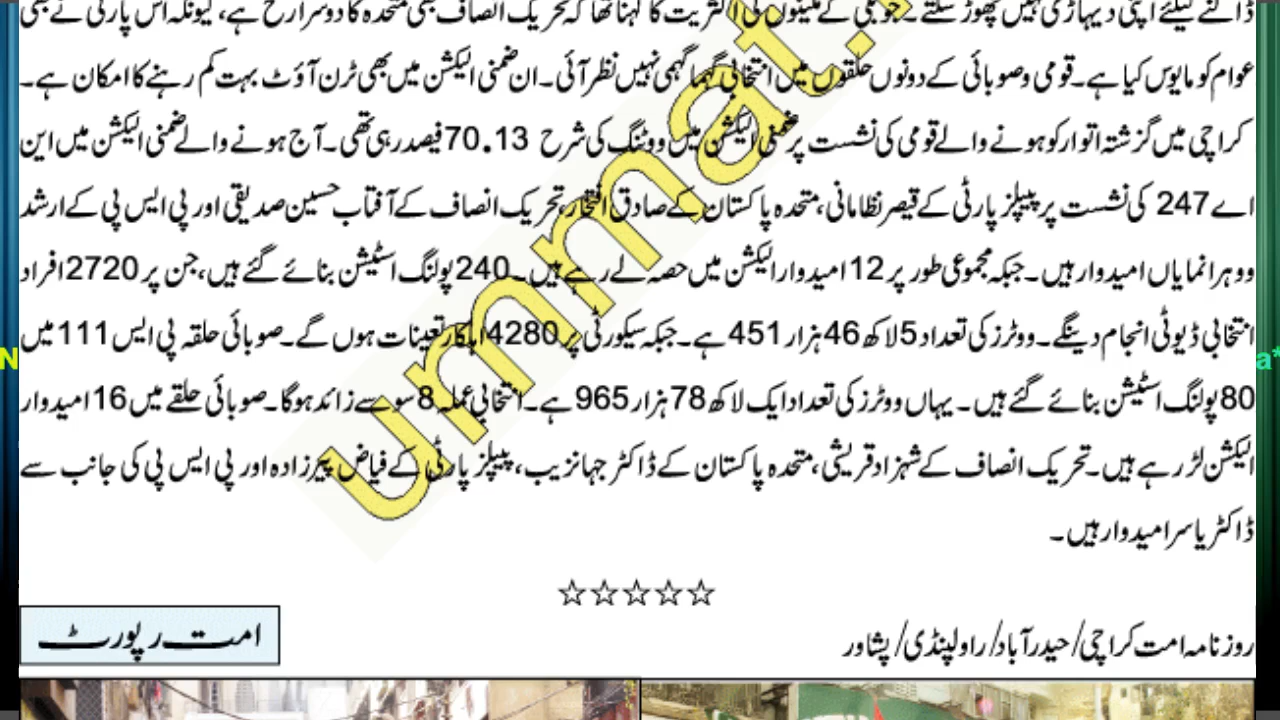 ڈالنے کیلئے اپنی دیہاڑی نہیں چھوڑ سکتے۔ جونیجو کے مکینوں کی اکثریت کا کہنا تھا کہ تحریک انصاف بھی متحدہ کا دوسرا رخ ہے، کیونکہ اس پارٹی نے بھی
عوام کو مایوس کیا ہے۔ قومی و صوبائی کے دونوں حلقوں میں انتخابی گہما گہمی نہیں نظر آئی۔ ان ضمنی الیکشن میں بھی ٹرن آؤٹ بہت کم رہنے کا امکان ہے۔
کراچی میں گزشتہ اتوار کو ہونے والے قومی کی نشست پر ضمنی الیکشن میں ووٹنگ کی شرح 70.13 فیصد رہی تھی۔ آج ہونے والے ضمنی الیکشن میں این
اے 247 کی نشست پر پیپلز پارٹی کے قیصر نظامانی، متحدہ پاکستان کے صادق افتخار، تحریک انصاف کے آفتاب حسین صدیقی اور پی ایس پی کے ارشد
ووہرا نمایاں امیدوار ہیں۔ جبکہ مجموعی طور پر 12 امیدوار الیکشن میں حصہ لے رہے ہیں۔ 240 پولنگ اسٹیشن بنائے گئے ہیں، جن پر 2720 افراد
انتخابی ڈیوٹی انجام دینگے۔ ووٹرز کی تعداد 5 لاکھ 46 ہزار 451 ہے۔ جبکہ سیکورٹی پر 4280 اہلکار تعینات ہوں گے۔ صوبائی حلقہ پی ایس 111 میں
80 پولنگ اسٹیشن بنائے گئے ہیں۔ یہاں ووٹرز کی تعداد ایک لاکھ 78 ہزار 965 ہے۔ انتخابی عملہ 8 سو سے زائد ہوگا۔ صوبائی حلقے میں 16 امیدوار
الیکشن لڑ رہے ہیں۔ تحریک انصاف کے شہزاد قریشی، متحدہ پاکستان کے ڈاکٹر جہانزیب، پیپلز پارٹی کے فیاض پیرزادہ اور پی ایس پی کی جانب سے
ڈاکٹر یاسر امیدوار ہیں۔
☆☆☆☆☆
روزنامہ امت کراچی/حیدرآباد/راولپنڈی/پشاور
امت رپورٹ
ummat.
N
a*